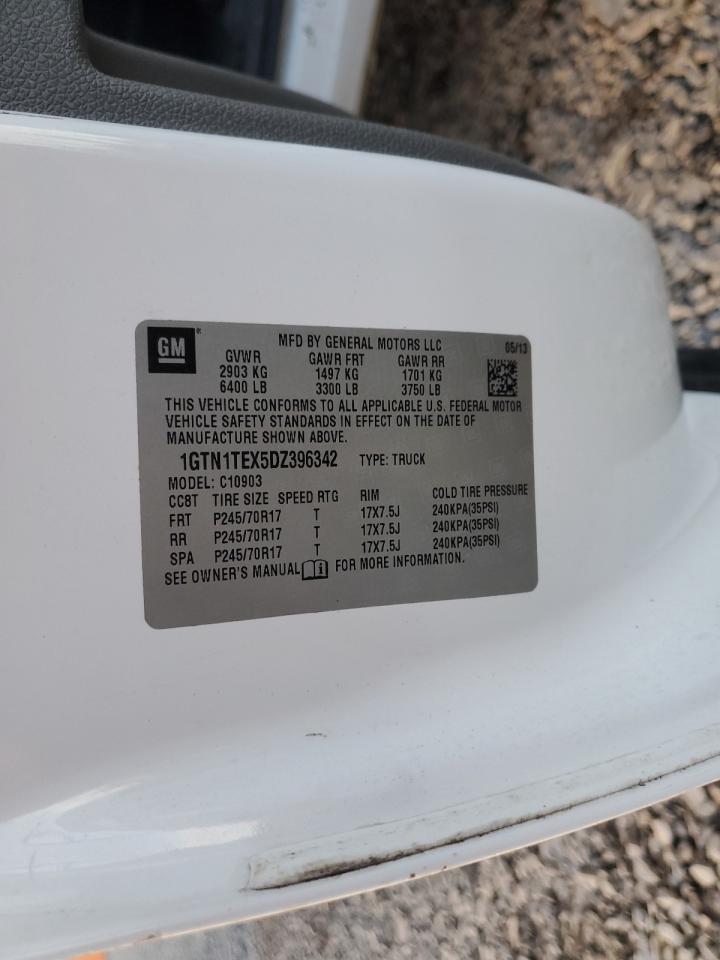 GM ® MFD BY GENERAL MOTORS LLC 05/13
GVWR GAWR FRT GAWR RR
2903 KG 1497 KG 1701 KG
6400 LB 3300 LB 3750 LB
THIS VEHICLE CONFORMS TO ALL APPLICABLE U.S. FEDERAL MOTOR
VEHICLE SAFETY STANDARDS IN EFFECT ON THE DATE OF
MANUFACTURE SHOWN ABOVE.
1GTN1TEX5DZ396342 TYPE: TRUCK
MODEL: C10903
CC8T TIRE SIZE SPEED RTG RIM COLD TIRE PRESSURE
FRT P245/70R17 T 17X7.5J 240KPA(35PSI)
RR P245/70R17 T 17X7.5J 240KPA(35PSI)
SPA P245/70R17 T 17X7.5J 240KPA(35PSI)
SEE OWNER'S MANUAL i FOR MORE INFORMATION.